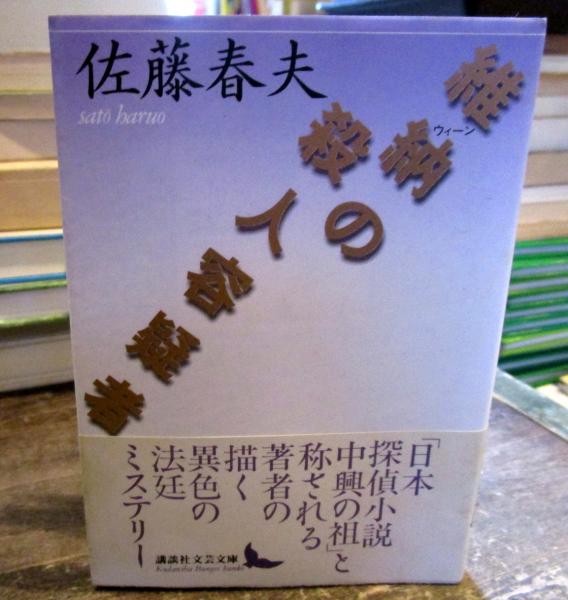 佐藤春夫
satō haruo
維納の殺人容疑者
ウィーン
「日本
探偵小説
中興の祖」と
称される
著者の
描く
異色の
法廷
ミステリー
講談社文芸文庫
Kodansha Bungei bunko